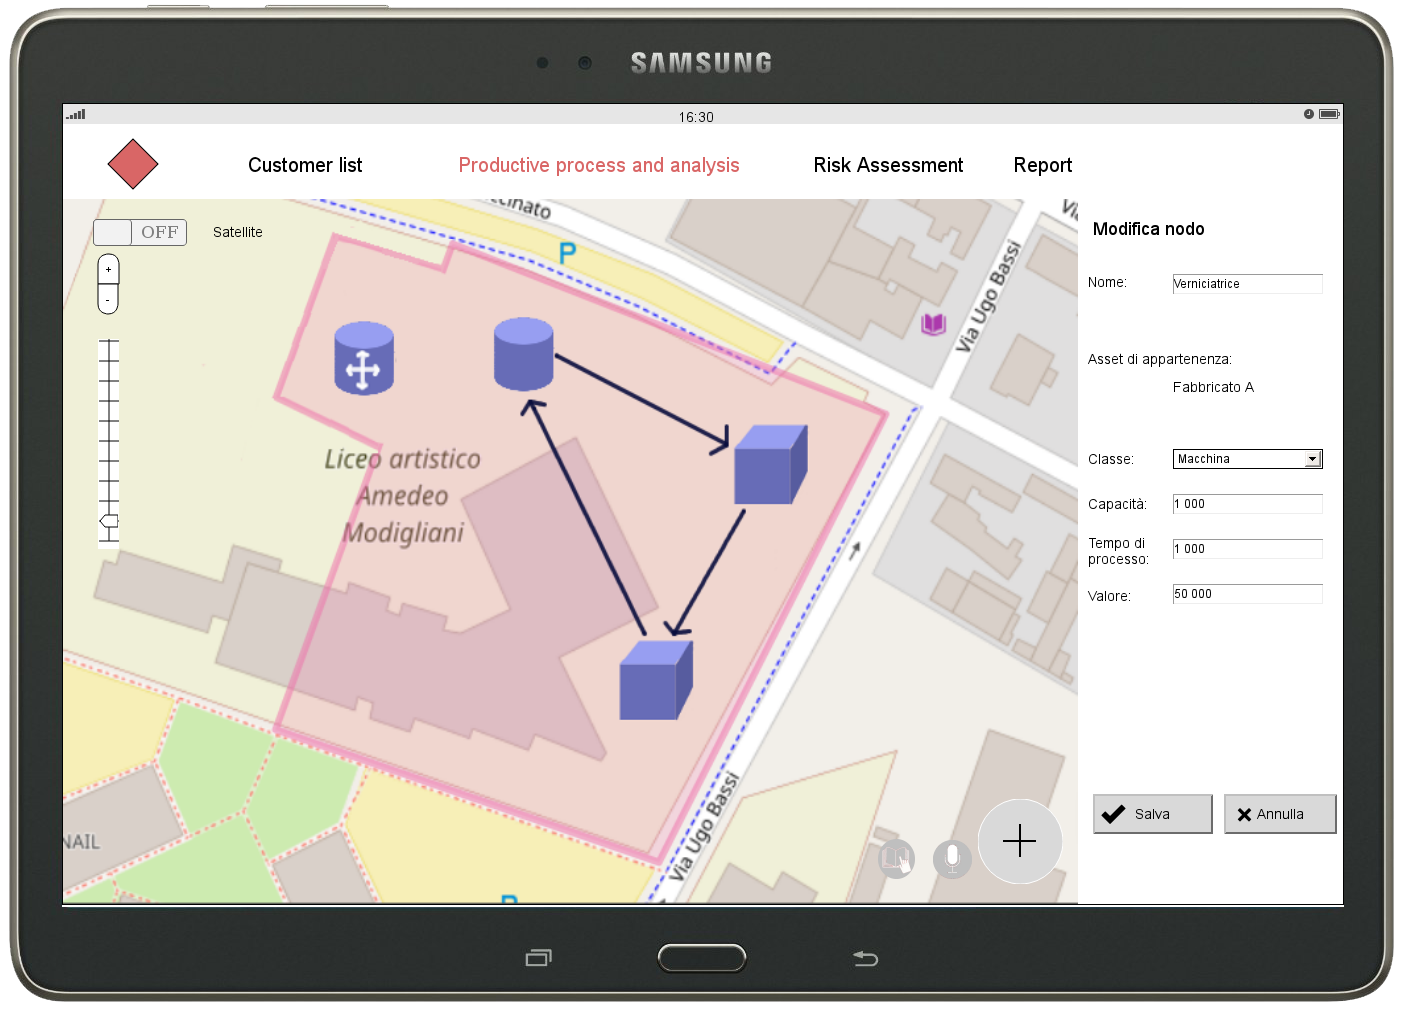 SAMSUNG
16:30
Customer list
Productive process and analysis
Risk Assessment
Report
OFF
Satellite
+
-
cinato
P
Via Ugo Bassi
Liceo artistico
Amedeo
Modigliani
Via Ugo Bassi
NAIL
P
Modifica nodo
Nome:
Verniciatrice
Asset di appartenenza:
Fabbricato A
Classe:
Macchina
Capacità:
1 000
Tempo di
processo:
1 000
Valore:
50 000
Salva
Annulla